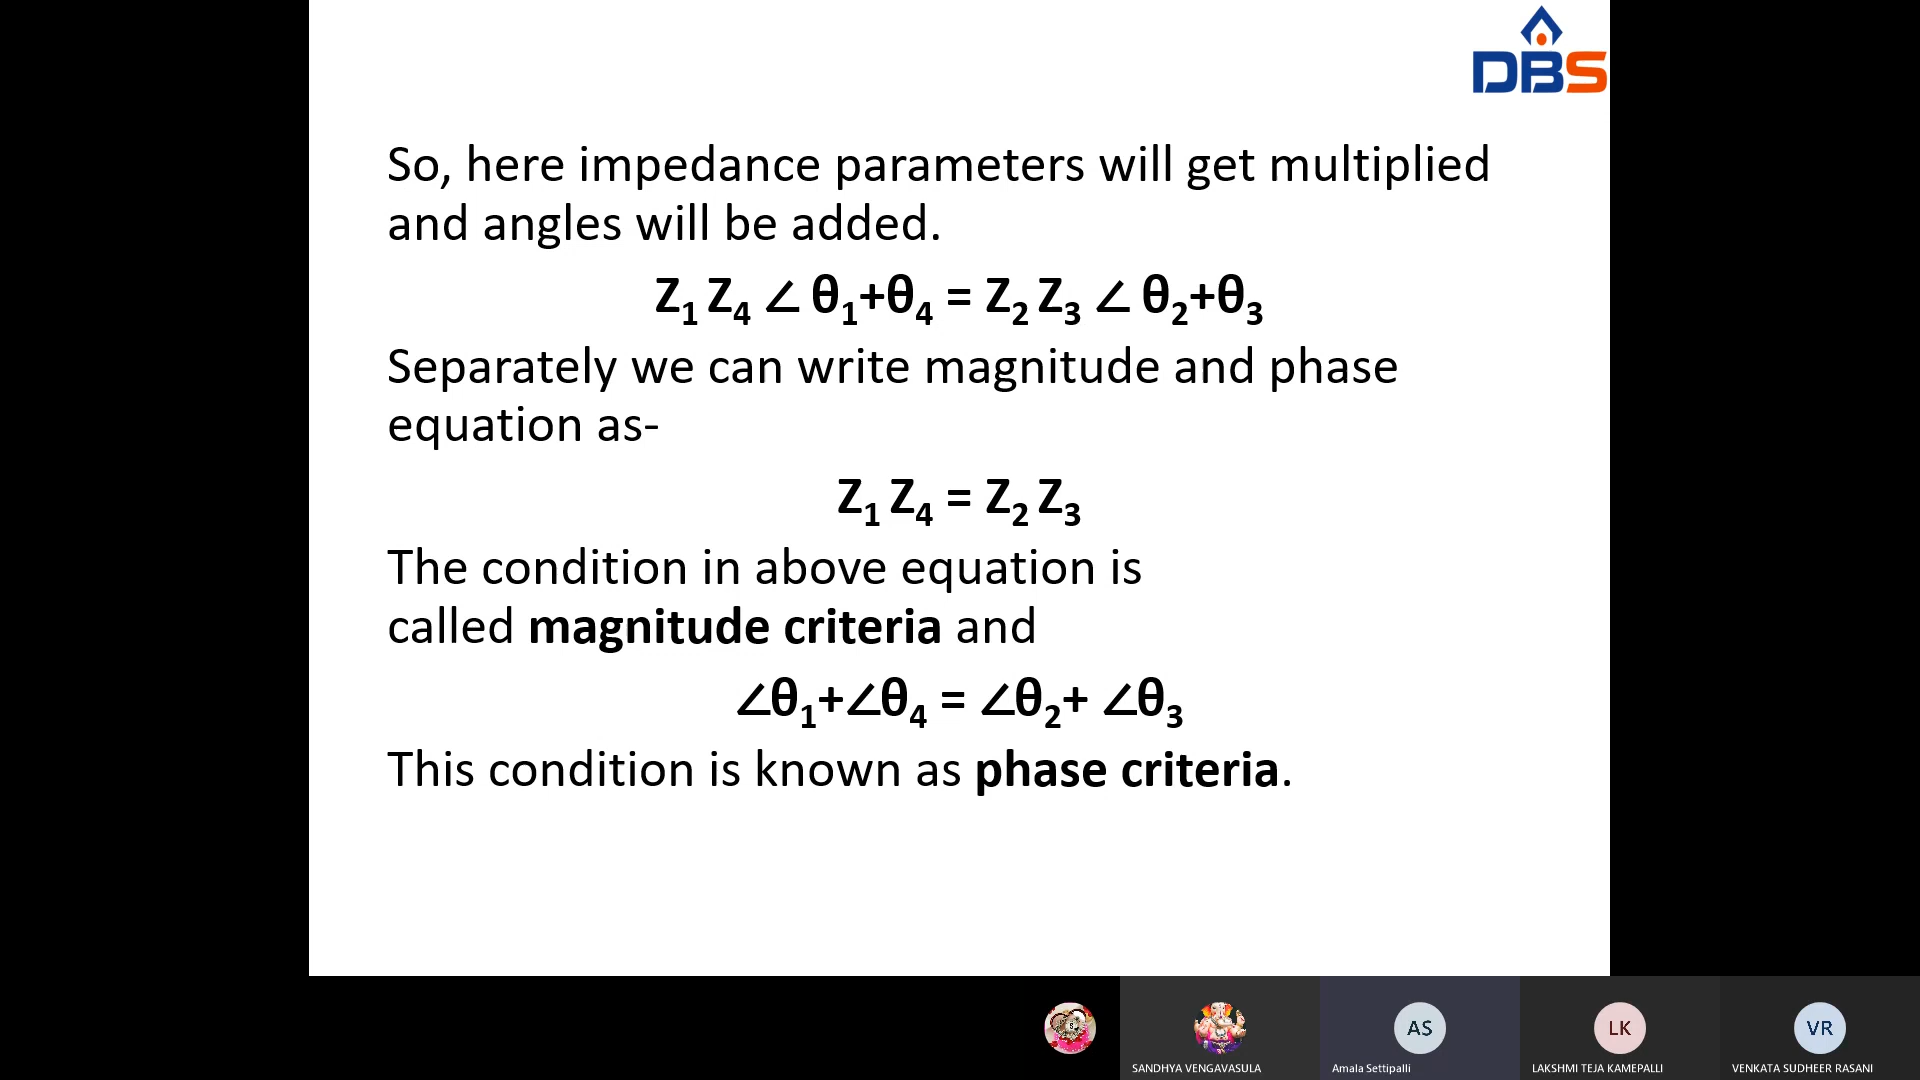 DBS
So, here impedance parameters will get multiplied
and angles will be added.
Z₁ Z₄ ∠ θ₁+θ₄ = Z₂ Z₃ ∠ θ₂+θ₃
Separately we can write magnitude and phase
equation as-
Z₁ Z₄ = Z₂ Z₃
The condition in above equation is
called magnitude criteria and
∠θ₁+∠θ₄ = ∠θ₂+ ∠θ₃
This condition is known as phase criteria.
AS
LK
VR
SANDHYA VENGAVASULA
Amala Settipalli
LAKSHMI TEJA KAMEPALLI
VENKATA SUDHEER RASANI